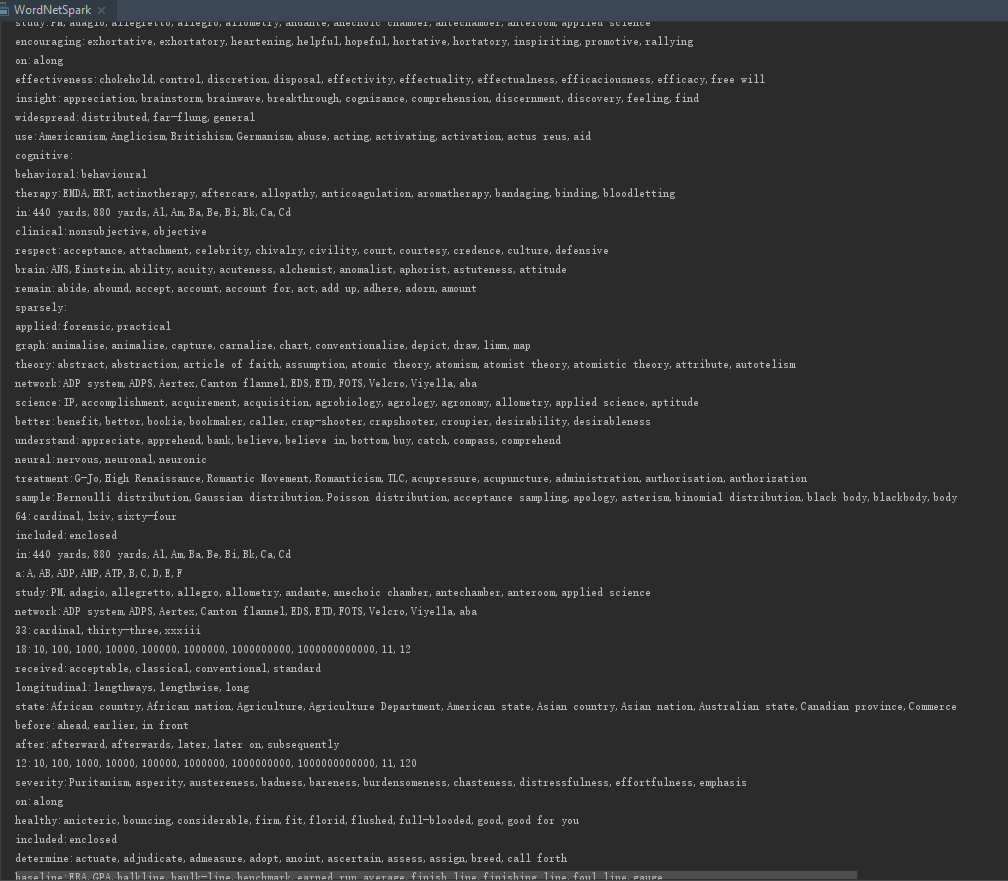 WordNetSpark
study:PM, adagio, allegretto, allegro, allometry, andante, anechoic chamber, antechamber, anteroom, applied science
encouraging:exhortative, exhortatory, heartening, helpful, hopeful, hortative, hortatory, inspiriting, promotive, rallying
on:along
effectiveness:chokehold, control, discretion, disposal, effectivity, effectuality, effectualness, efficaciousness, efficacy, free will
insight:appreciation, brainstorm, brainwave, breakthrough, cognizance, comprehension, discernment, discovery, feeling, find
widespread:distributed, far-flung, general
use:Americanism, Anglicism, Britishism, Germanism, abuse, acting, activating, activation, actus reus, aid
cognitive:
behavioral:behavioural
therapy:EMDA, HRT, actinotherapy, aftercare, allopathy, anticoagulation, aromatherapy, bandaging, binding, bloodletting
in:440 yards, 880 yards, Al, Am, Ba, Be, Bi, Bk, Ca, Cd
clinical:nonsubjective, objective
respect:acceptance, attachment, celebrity, chivalry, civility, court, courtesy, credence, culture, defensive
brain:ANS, Einstein, ability, acuity, acuteness, alchemist, anomalist, aphorist, astuteness, attitude
remain:abide, abound, accept, account, account for, act, add up, adhere, adorn, amount
sparsely:
applied:forensic, practical
graph:animalise, animalize, capture, carnalize, chart, conventionalize, depict, draw, limn, map
theory:abstract, abstraction, article of faith, assumption, atomic theory, atomism, atomist theory, atomistic theory, attribute, autotelism
network:ADP system, ADPS, Aertex, Canton flannel, EDS, ETD, FOTS, Velcro, Viyella, aba
science:IP, accomplishment, acquirement, acquisition, agrobiology, agrology, agronomy, allometry, applied science, aptitude
better:benefit, bettor, bookie, bookmaker, caller, crap-shooter, crapshooter, croupier, desirability, desirableness
understand:appreciate, apprehend, bank, believe, believe in, bottom, buy, catch, compass, comprehend
neural:nervous, neuronal, neuronic
treatment:G-Jo, High Renaissance, Romantic Movement, Romanticism, TLC, acupressure, acupuncture, administration, authorisation, authorization
sample:Bernoulli distribution, Gaussian distribution, Poisson distribution, acceptance sampling, apology, asterism, binomial distribution, black body, blackbody, body
64:cardinal, lxiv, sixty-four
included:enclosed
in:440 yards, 880 yards, Al, Am, Ba, Be, Bi, Bk, Ca, Cd
a:A, AB, ADP, AMP, ATP, B, C, D, E, F
study:PM, adagio, allegretto, allegro, allometry, andante, anechoic chamber, antechamber, anteroom, applied science
network:ADP system, ADPS, Aertex, Canton flannel, EDS, ETD, FOTS, Velcro, Viyella, aba
33:cardinal, thirty-three, xxxiii
18:10, 100, 1000, 10000, 100000, 1000000, 1000000000, 1000000000000, 11, 12
received:acceptable, classical, conventional, standard
longitudinal:lengthways, lengthwise, long
state:African country, African nation, Agriculture, Agriculture Department, American state, Asian country, Asian nation, Australian state, Canadian province, Commerce
before:ahead, earlier, in front
after:afterward, afterwards, later, later on, subsequently
12:10, 100, 1000, 10000, 100000, 1000000, 1000000000, 1000000000000, 11, 120
severity:Puritanism, asperity, austereness, badness, bareness, burdensomeness, chasteness, distressfulness, effortfulness, emphasis
on:along
healthy:anicteric, bouncing, considerable, firm, fit, florid, flushed, full-blooded, good, good for you
included:enclosed
determine:actuate, adjudicate, admeasure, adopt, anoint, ascertain, assess, assign, breed, call forth
baseline:ERA, GPA, balkline, baulk-line, benchmark, earned run average, finish line, finishing line, foul line, gauge